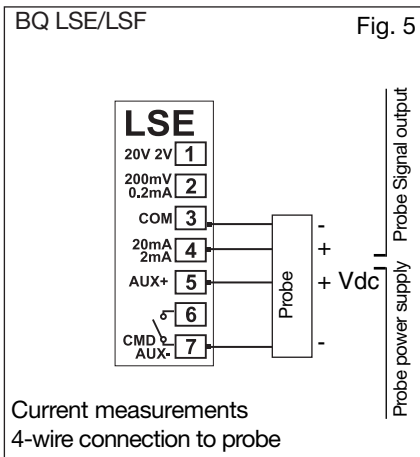 BQ LSE/LSF
Fig. 5
LSE
20V 2V 1
200mV
0.2mA 2
COM 3
20mA
2mA 4
AUX+ 5
6
CMD
AUX- 7
Probe
-
+
+ Vdc
-
Probe Signal output
Probe power supply
Current measurements
4-wire connection to probe